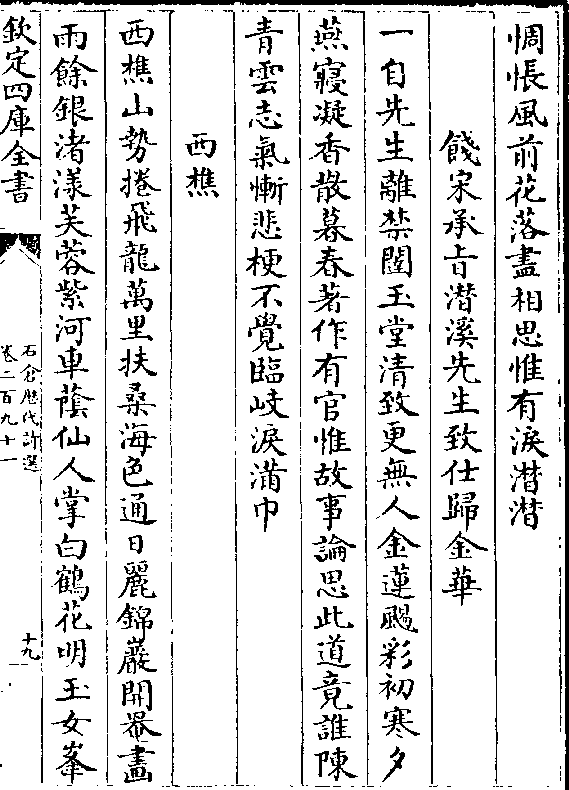 惆悵風前花落盡相思惟有淚濳濳
餞宋承㫖濳溪先生致仕歸金華
一自先生離禁闥玉堂清致更無人金蓮颺彩初寒夕
燕寢凝香散暮春著作有官惟故事論思此道竟誰陳
青雲志氣慚悲梗不覺臨岐淚滿巾
西樵
西樵山勢捲飛龍萬里扶桑海色通日麗錦巖開罨畫
雨餘銀渚漾芙蓉紫河車蔭仙人掌白鶴花明玉女峯
欽定四庫全書
石倉歴代詩選
卷二百九十一
十九